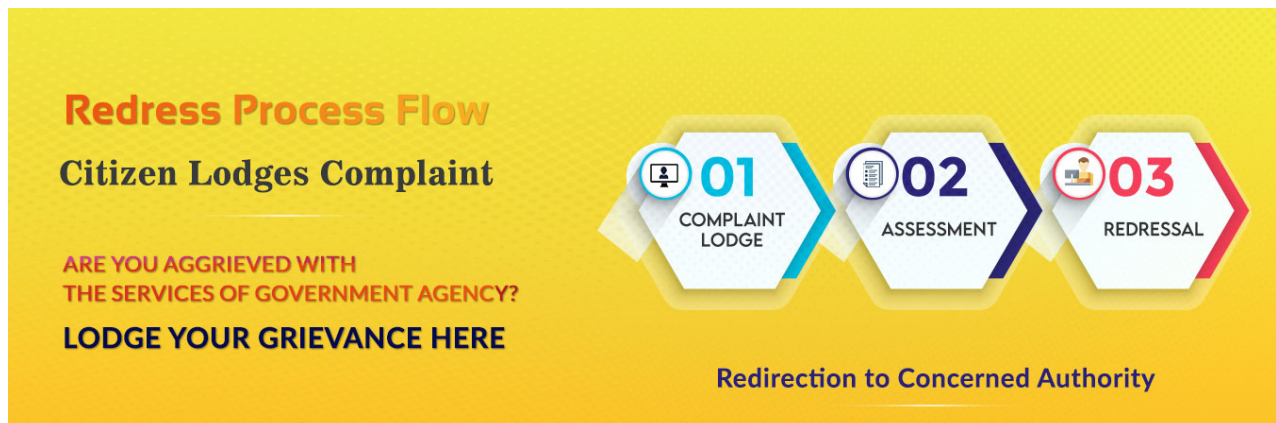 Redress Process Flow
Citizen Lodges Complaint
ARE YOU AGGRIEVED WITH
THE SERVICES OF GOVERNMENT AGENCY?
LODGE YOUR GRIEVANCE HERE
01
COMPLAINT
LODGE
02
ASSESSMENT
03
REDRESSAL
Redirection to Concerned Authority